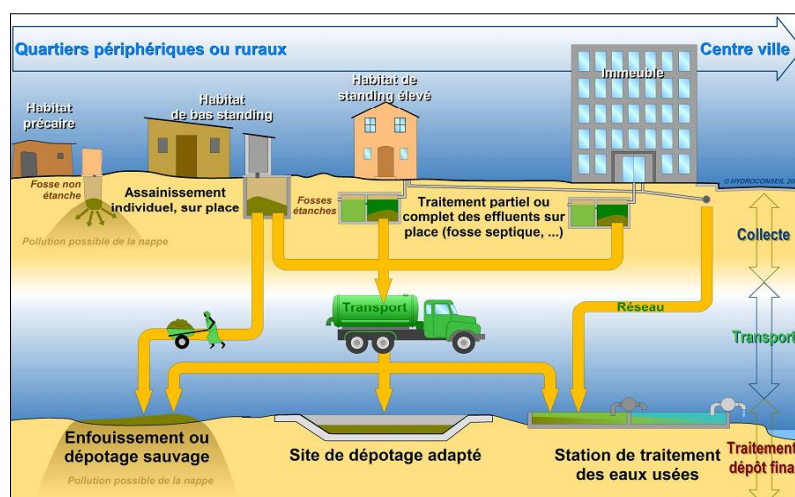 Quartiers périphériques ou ruraux
Centre ville
Habitat de
standing élevé
Immeuble
Habitat
de bas standing
Habitat
précaire
Fosse non
étanche
Assainissement
individuel, sur place
Fosses
étanches
Traitement partiel ou
complet des effluents sur
place (fosse septique, ...)
© HYDROCONSEIL 20
Pollution possible de la nappe
Collecte
Transport
Réseau
Transport
Enfouissement ou
dépotage sauvage
Pollution possible de la nappe
Site de dépotage adapté
Station de traitement
des eaux usées
Traitement
dépôt fina